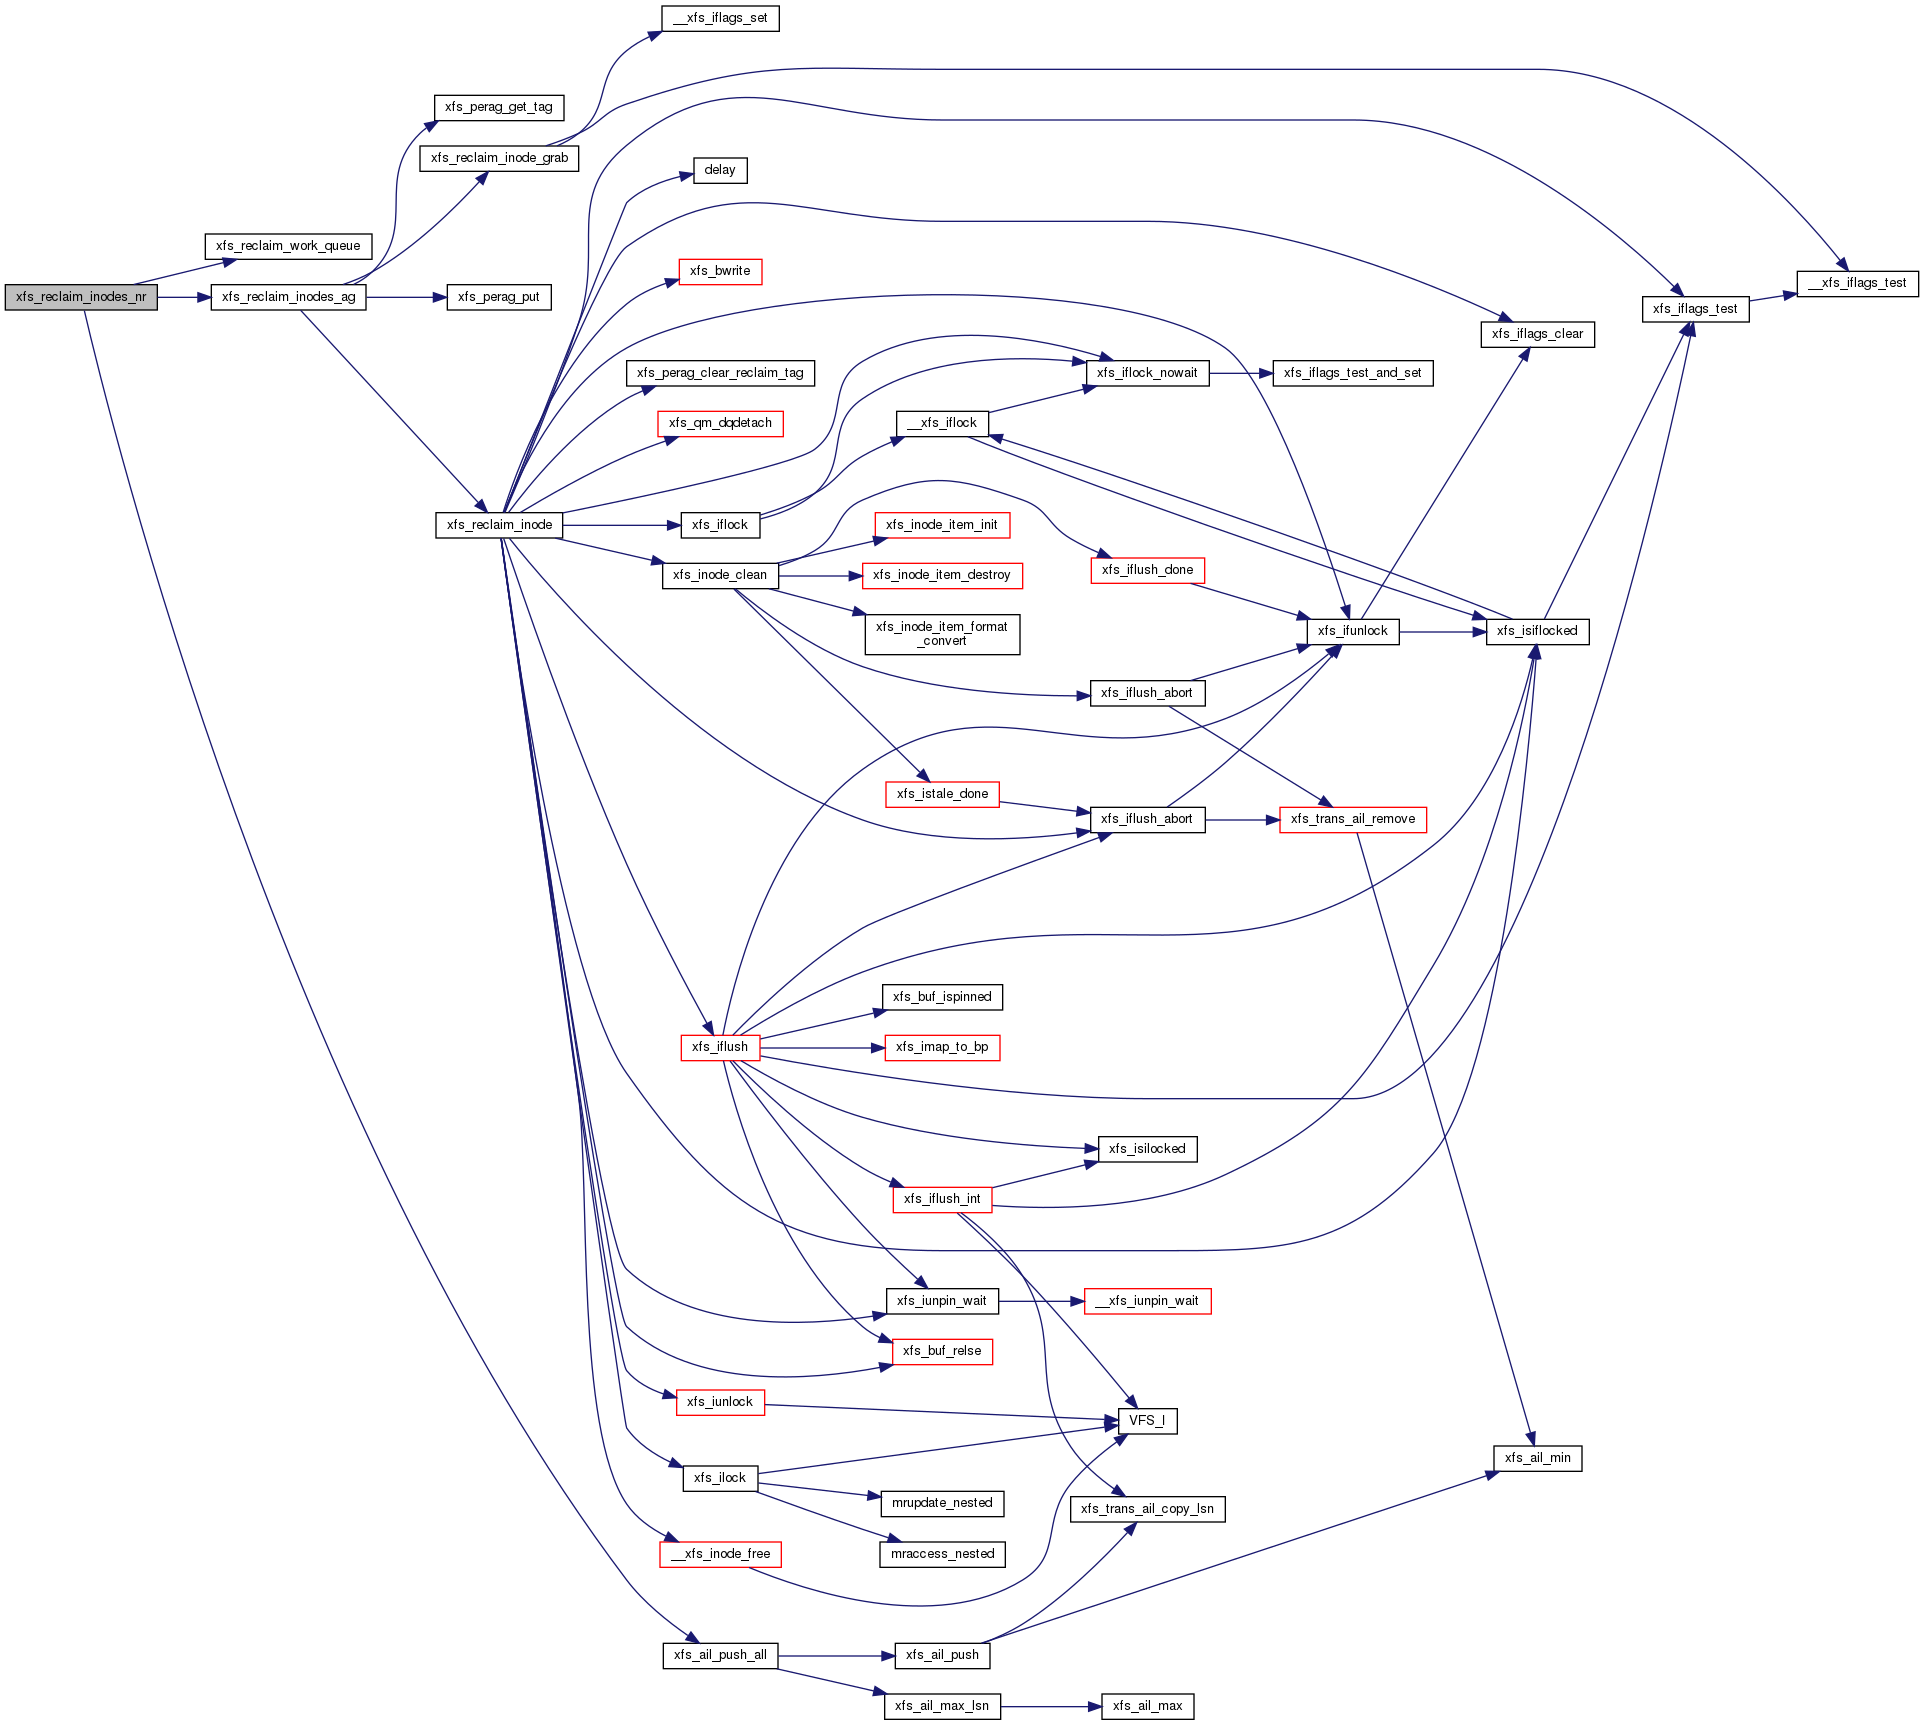 __xfs_iflags_set
xfs_perag_get_tag
xfs_reclaim_inode_grab
delay
xfs_reclaim_work_queue
xfs_bwrite
__xfs_iflags_test
xfs_reclaim_inodes_nr
xfs_reclaim_inodes_ag
xfs_perag_put
xfs_iflags_test
xfs_iflags_clear
xfs_perag_clear_reclaim_tag
xfs_iflock_nowait
xfs_iflags_test_and_set
xfs_qm_dqdetach
__xfs_iflock
xfs_reclaim_inode
xfs_iflock
xfs_inode_item_init
xfs_iflush_done
xfs_inode_clean
xfs_inode_item_destroy
xfs_inode_item_format
_convert
xfs_ifunlock
xfs_isiflocked
xfs_iflush_abort
xfs_istale_done
xfs_iflush_abort
xfs_trans_ail_remove
xfs_buf_ispinned
xfs_iflush
xfs_imap_to_bp
xfs_isilocked
xfs_iflush_int
xfs_iunpin_wait
__xfs_iunpin_wait
xfs_buf_relse
xfs_iunlock
VFS_I
xfs_ail_min
xfs_ilock
mrupdate_nested
xfs_trans_ail_copy_lsn
__xfs_inode_free
mraccess_nested
xfs_ail_push_all
xfs_ail_push
xfs_ail_max_lsn
xfs_ail_max